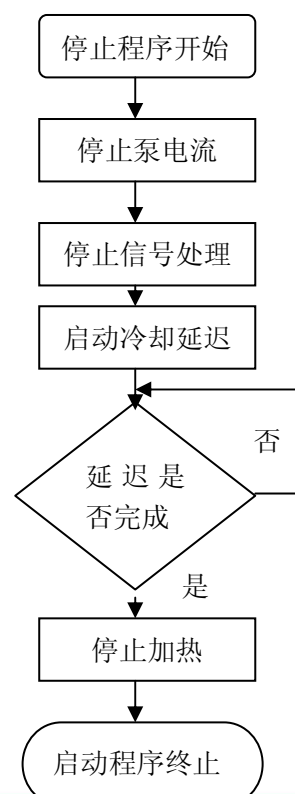 停止程序开始
停止泵电流
停止信号处理
启动冷却延迟
否
延 迟 是
否完成
是
停止加热
启动程序终止